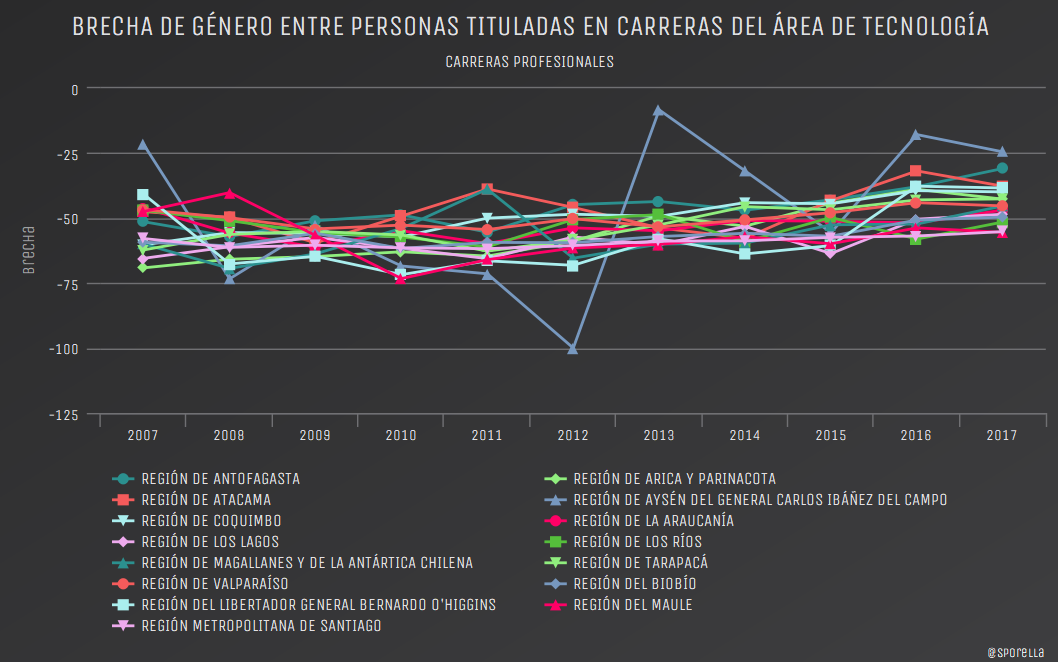 BRECHA DE GÉNERO ENTRE PERSONAS TITULADAS EN CARRERAS DEL ÁREA DE TECNOLOGÍA
CARRERAS PROFESIONALES
BRECHA
0
-25
-50
-75
-100
-125
2007 2008 2009 2010 2011 2012 2013 2014 2015 2016 2017
REGIÓN DE ANTOFAGASTA
REGIÓN DE ARICA Y PARINACOTA
REGIÓN DE ATACAMA
REGIÓN DE AYSÉN DEL GENERAL CARLOS IBÁÑEZ DEL CAMPO
REGIÓN DE COQUIMBO
REGIÓN DE LA ARAUCANÍA
REGIÓN DE LOS LAGOS
REGIÓN DE LOS RÍOS
REGIÓN DE MAGALLANES Y DE LA ANTÁRTICA CHILENA
REGIÓN DE TARAPACÁ
REGIÓN DE VALPARAÍSO
REGIÓN DEL BIOBÍO
REGIÓN DEL LIBERTADOR GENERAL BERNARDO O'HIGGINS
REGIÓN DEL MAULE
REGIÓN METROPOLITANA DE SANTIAGO
@sporella